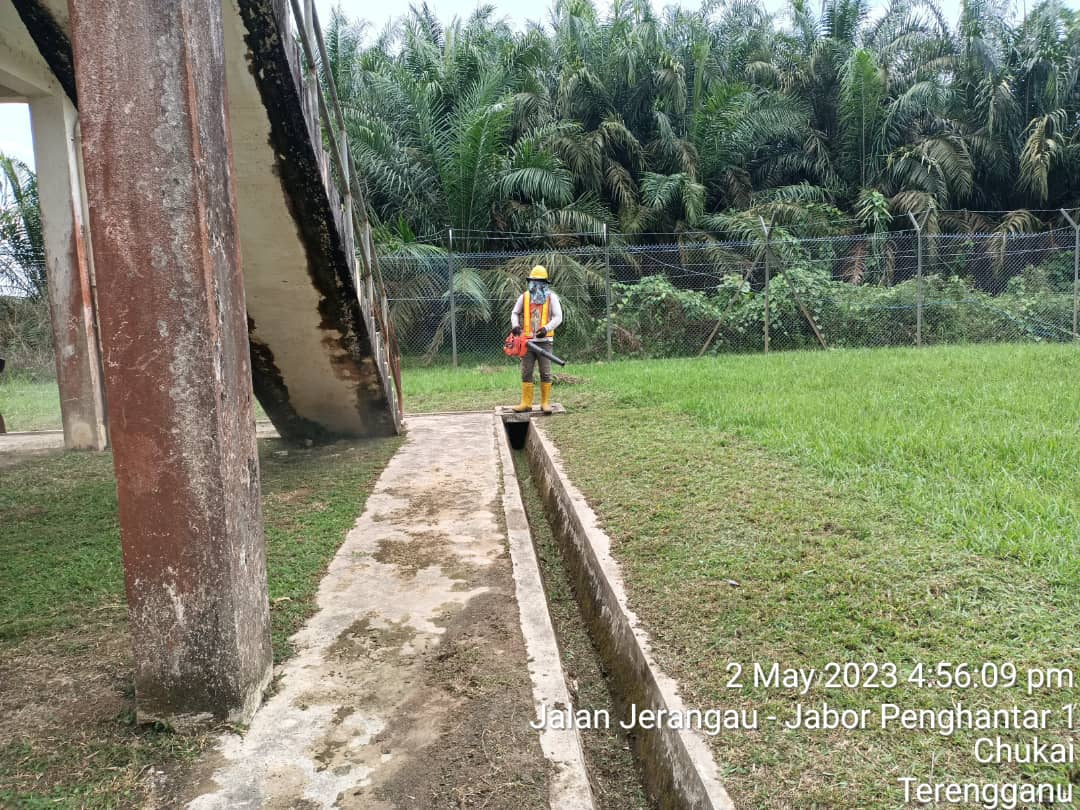 2 May 2023 4:56:09 pm
Jalan Jerangau - Jabor Penghantar 1
Chukai
Terengganu